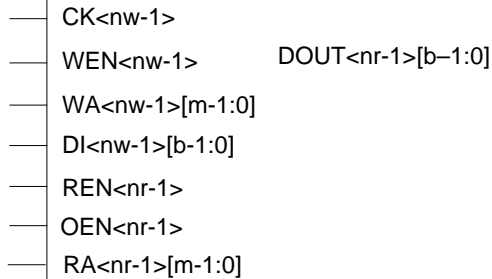 CK<nw-1>
WEN<nw-1>
DOUT<nr-1>[b–1:0]
WA<nw-1>[m-1:0]
DI<nw-1>[b-1:0]
REN<nr-1>
OEN<nr-1>
RA<nr-1>[m-1:0]